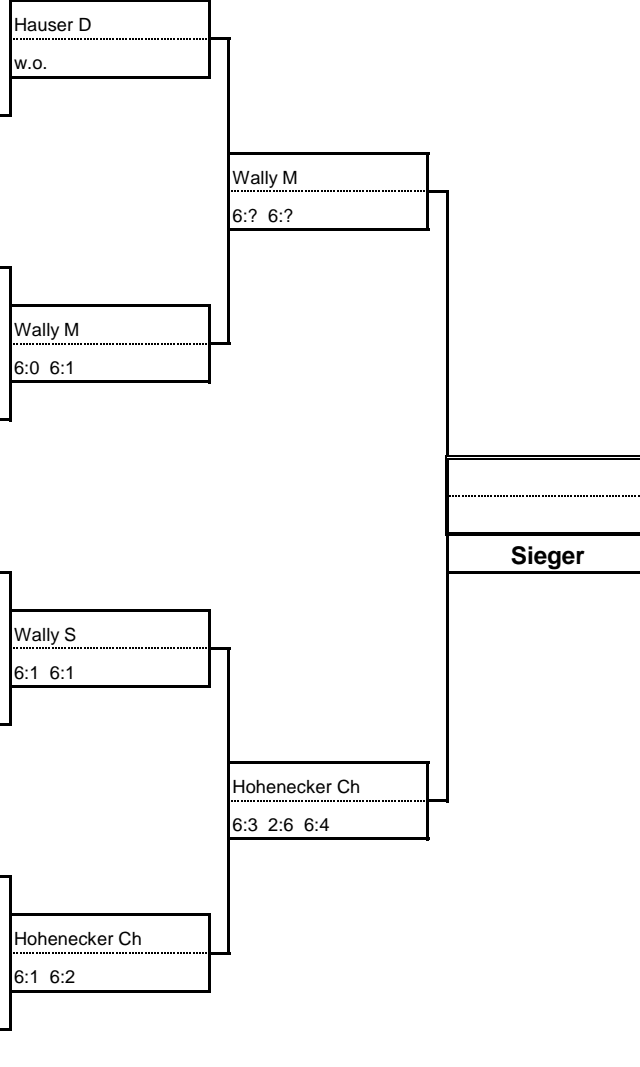 Hauser D
w.o.
Wally M
6:?  6:?
Wally M
6:0  6:1
Sieger
Wally S
6:1  6:1
Hohenecker Ch
6:3  2:6  6:4
Hohenecker Ch
6:1  6:2